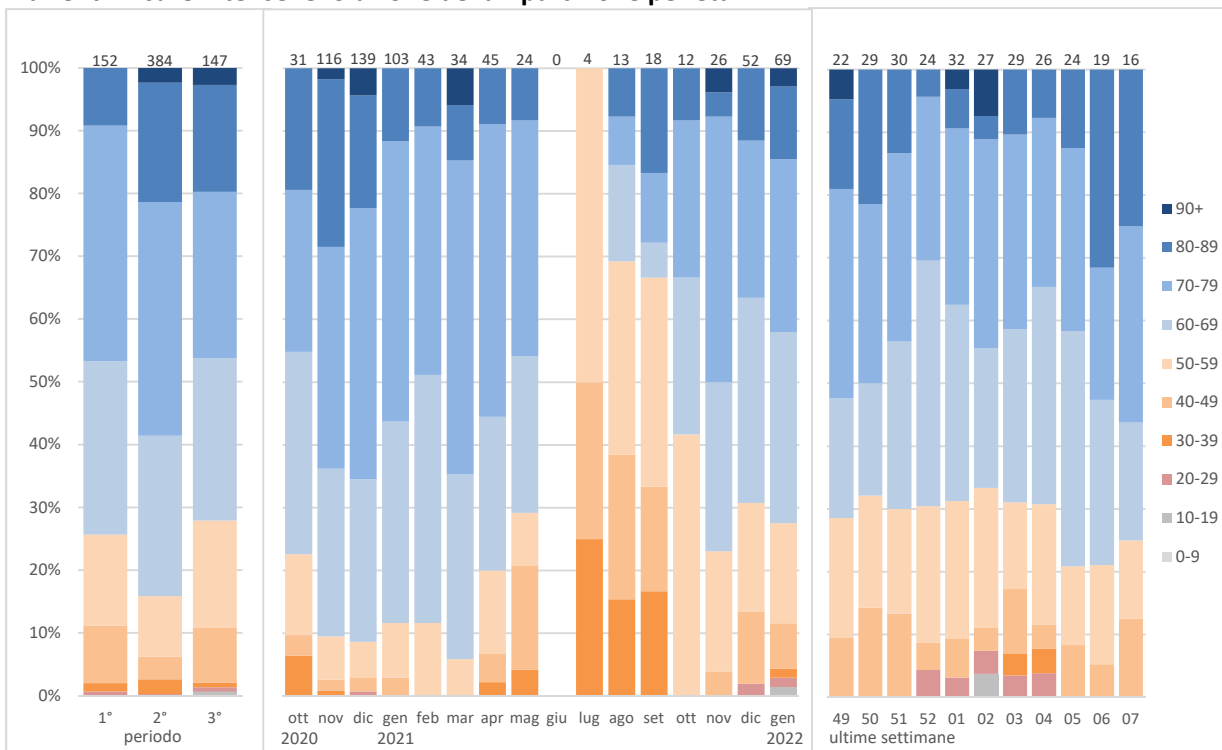 152 384 147
31 116 139 103 43 34 45 24 0 4 13 18 12 26 52 69
22 29 30 24 32 27 29 26 24 19 16
100%
90%
80%
70%
60%
50%
40%
30%
20%
10%
0%
1° 2° 3°
periodo
ott nov dic gen feb mar apr mag giu lug ago set ott nov dic gen
2020 2021 2022
49 50 51 52 01 02 03 04 05 06 07
ultime settimane
90+
80-89
70-79
60-69
50-59
40-49
30-39
20-29
10-19
0-9